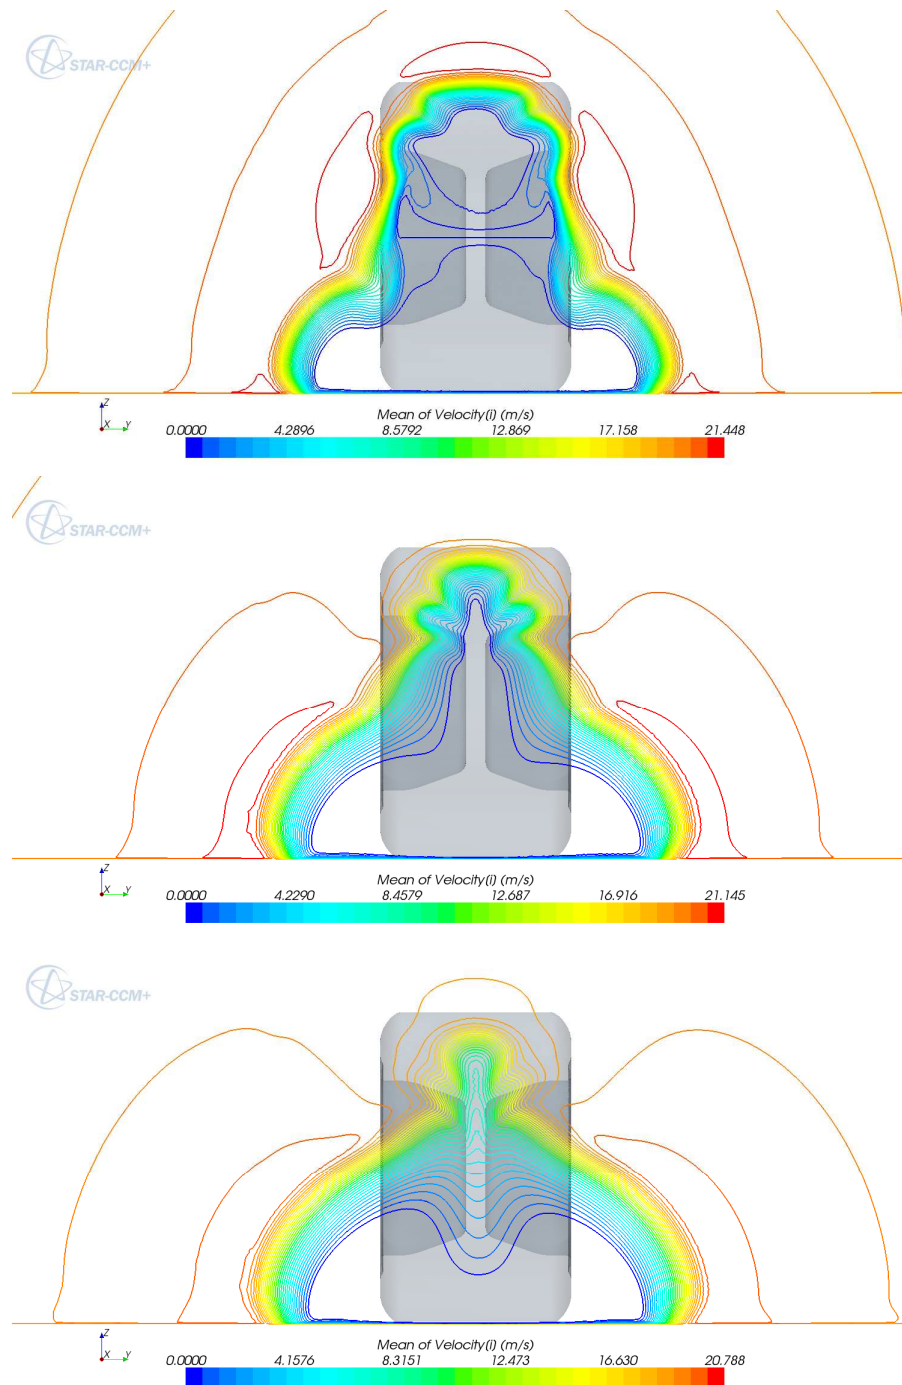 STAR-CCM+
Z
X Y
Mean of Velocity(i) (m/s)
0.0000 4.2896 8.5792 12.869 17.158 21.448
STAR-CCM+
Z
X Y
Mean of Velocity(i) (m/s)
0.0000 4.2290 8.4579 12.687 16.916 21.145
STAR-CCM+
Z
X Y
Mean of Velocity(i) (m/s)
0.0000 4.1576 8.3151 12.473 16.630 20.788